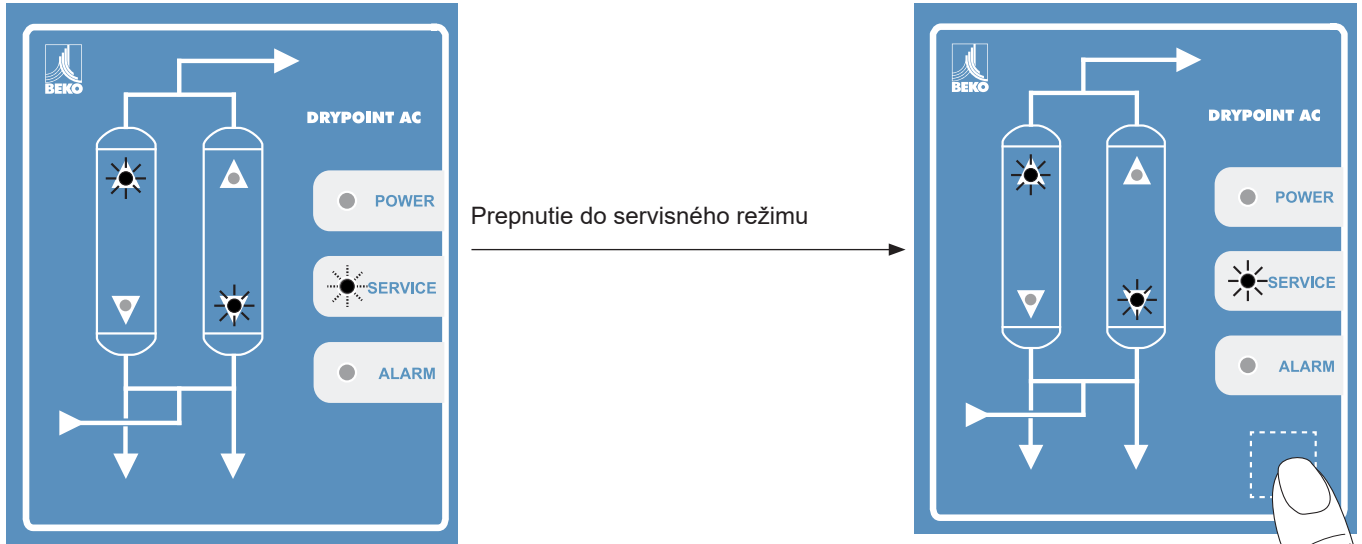 BEKO
DRYPOINT AC
POWER
SERVICE
ALARM
Prepnutie do servisného režimu
BEKO
DRYPOINT AC
POWER
SERVICE
ALARM